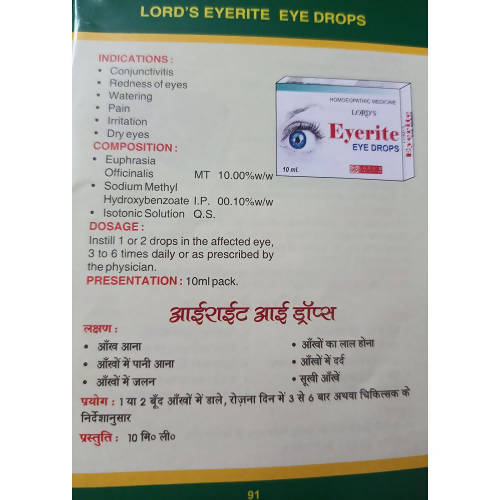 LORD'S EYERITE EYE DROPS
INDICATIONS :
• Conjunctivitis
• Redness of eyes
• Watering
• Pain
• Irritation
• Dry eyes
COMPOSITION :
• Euphrasia
Officinalis MT 10.00%w/w
• Sodium Methyl
Hydroxybenzoate I.P. 00.10%w/w
• Isotonic Solution Q.S.
HOMOEOPATHIC MEDICINE
LORD'S
Eyerite
EYE DROPS
10 ml.
DOSAGE :
Instill 1 or 2 drops in the affected eye,
3 to 6 times daily or as prescribed by
the physician.
PRESENTATION : 10ml pack.
आईराईट आई ड्रॉप्स
लक्षण :
• आँख आना • आँखों का लाल होना
• आँखों में पानी आना • आँखों में दर्द
• आँखों में जलन • सूखी आँखें
प्रयोग : 1 या 2 बूँद आँखों में डाले, रोज़ना दिन में 3 से 6 बार अथवा चिकित्सक के
निर्देशानुसार
प्रस्तुति : 10 मि० ली०
91